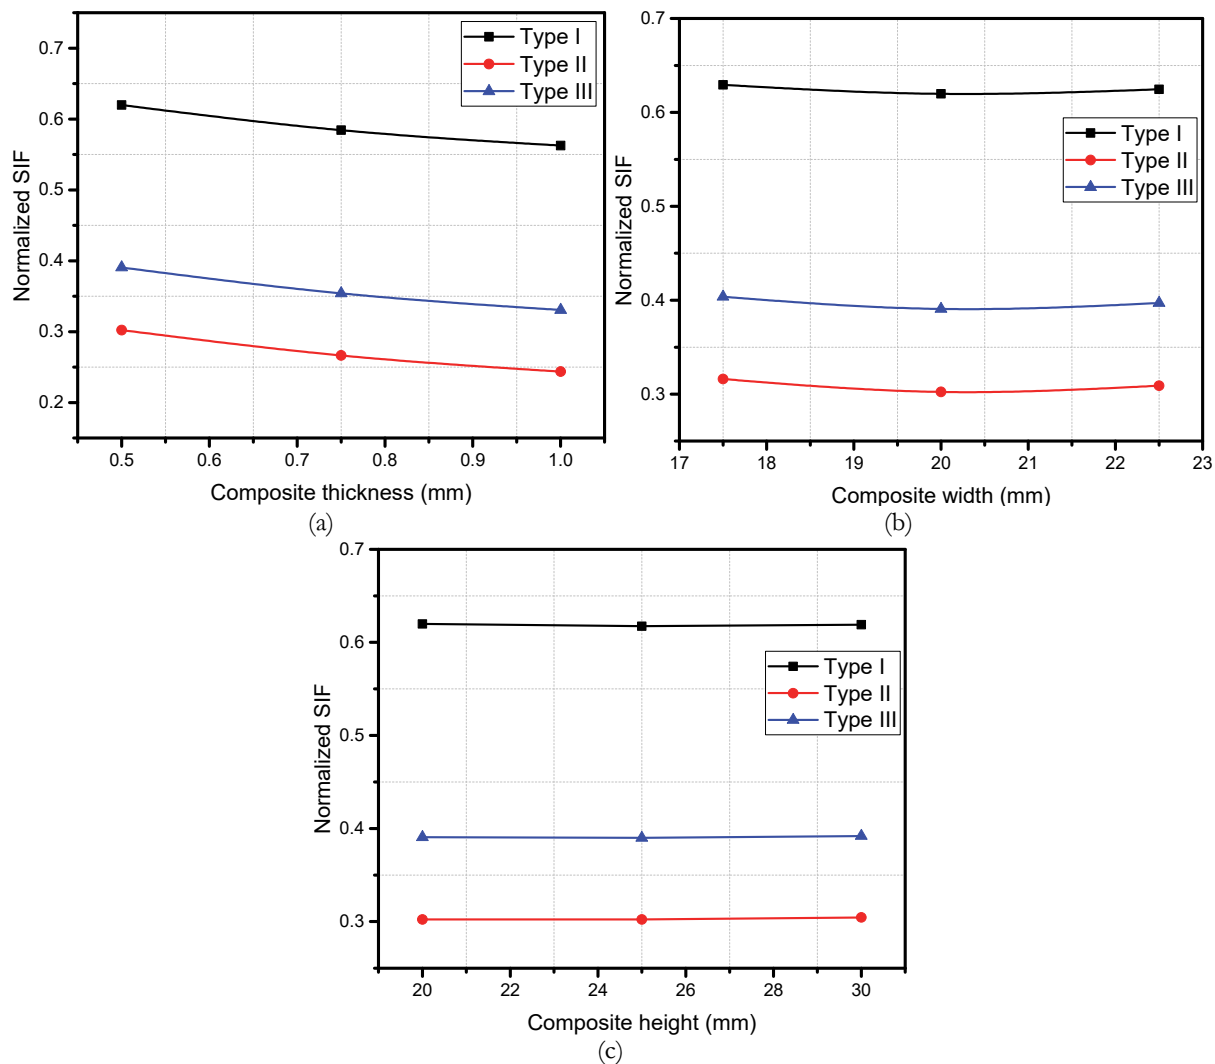 Normalized SIF
0.7
0.6
0.5
0.4
0.3
0.2
Type I
Type II
Type III
0.5 0.6 0.7 0.8 0.9 1.0
Composite thickness (mm)
(a)
Normalized SIF
0.7
0.6
0.5
0.4
0.3
Type I
Type II
Type III
17 18 19 20 21 22 23
Composite width (mm)
(b)
Normalized SIF
0.7
0.6
0.5
0.4
0.3
Type I
Type II
Type III
20 22 24 26 28 30
Composite height (mm)
(c)